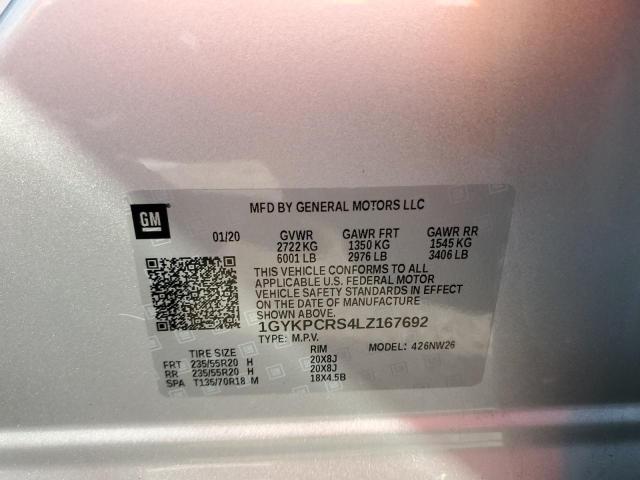 GM
MFD BY GENERAL MOTORS LLC
01/20 GVWR GAWR FRT GAWR RR
2722 KG 1350 KG 1545 KG
6001 LB 2976 LB 3406 LB
THIS VEHICLE CONFORMS TO ALL
APPLICABLE U.S. FEDERAL MOTOR
VEHICLE SAFETY STANDARDS IN EFFECT
ON THE DATE OF MANUFACTURE
SHOWN ABOVE.
1GYKPCRS4LZ167692
TYPE: M.P.V. MODEL: 426NW26
TIRE SIZE RIM
FRT 235/55R20 H 20X8J
RR 235/55R20 H 20X8J
SPA T135/70R18 M 18X4.5B